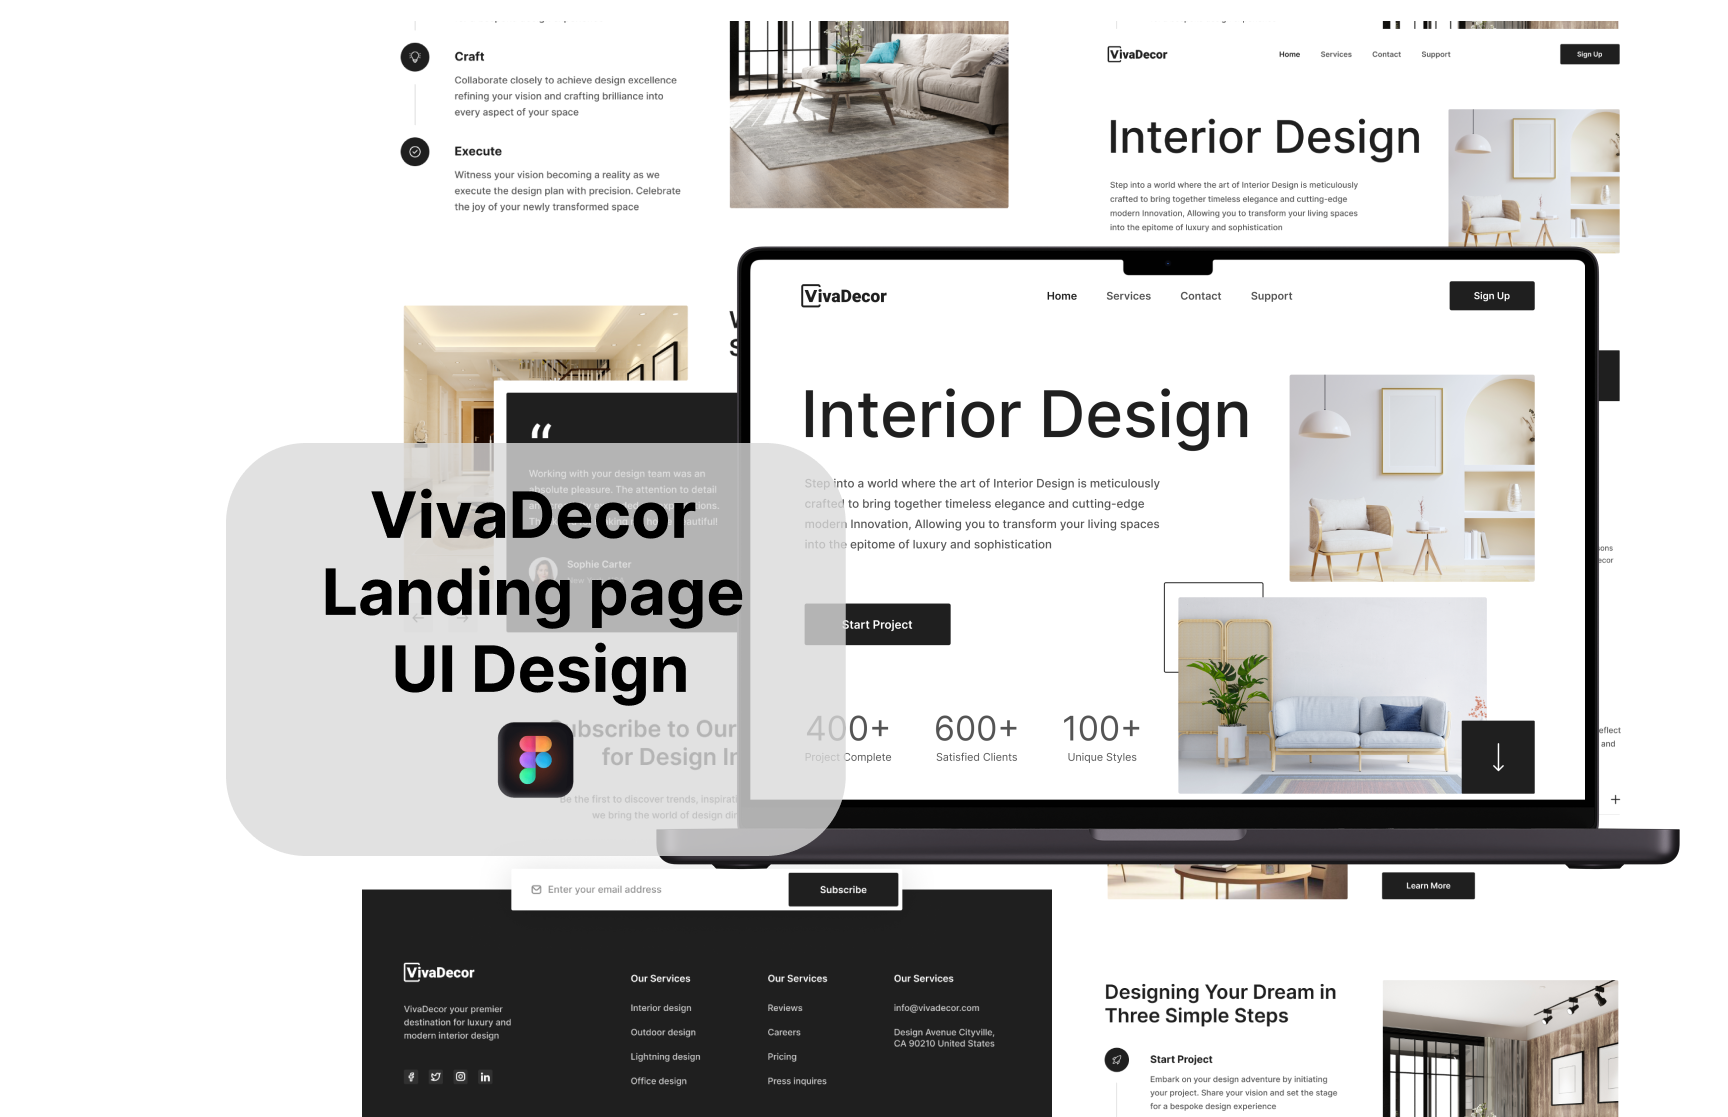 Craft
Collaborate closely to achieve design excellence
refining your vision and crafting brilliance into
every aspect of your space
Execute
Witness your vision becoming a reality as we
execute the design plan with precision. Celebrate
the joy of your newly transformed space
VivaDecor
Home Services Contact Support
Sign Up
Interior Design
Step into a world where the art of Interior Design is meticulously
crafted to bring together timeless elegance and cutting-edge
modern Innovation, Allowing you to transform your living spaces
into the epitome of luxury and sophistication
VivaDecor
Home Services Contact Support
Sign Up
Interior Design
Step into a world where the art of Interior Design is meticulously
crafted to bring together timeless elegance and cutting-edge
modern Innovation, Allowing you to transform your living spaces
into the epitome of luxury and sophistication
Start Project
400+ 600+ 100+
Project Complete Satisfied Clients Unique Styles
“
Working with your design team was an
absolute pleasure. The attention to detail
Sophie Carter
VivaDecor
Landing page
UI Design
Subscribe to Our
for Design
Be the first to discover trends,
we bring the world of design
and
Enter your email address
Subscribe
Learn More
VivaDecor
VivaDecor your premier
destination for luxury and
modern interior design
Our Services
Interior design
Outdoor design
Lightning design
Office design
Our Services
Reviews
Careers
Pricing
Press inquires
Our Services
info@vivadecor.com
Design Avenue Cityville,
CA 90210 United States
Designing Your Dream in
Three Simple Steps
Start Project
Embark on your design adventure by initiating
your project. Share your vision and set the stage
for a bespoke design experience